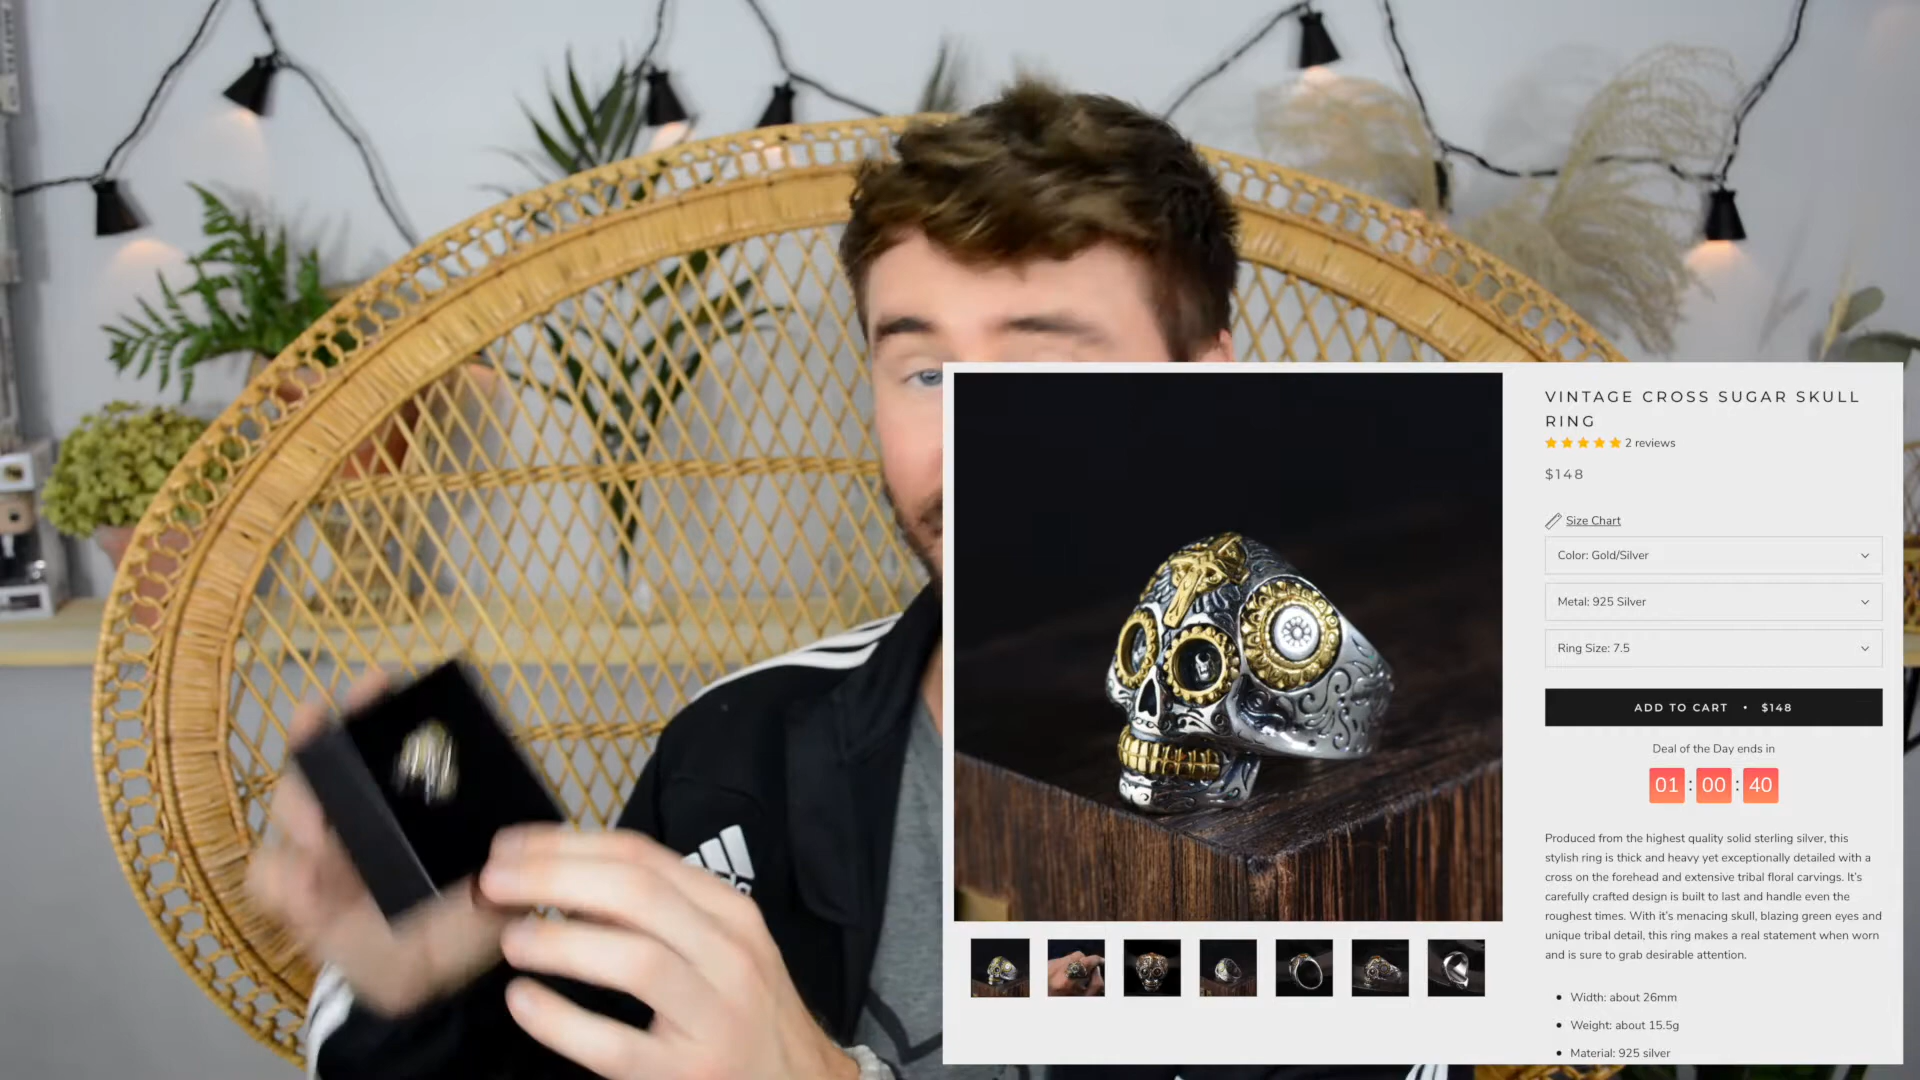 VINTAGE CROSS SUGAR SKULL
RING
2 reviews
$148
Size Chart
Color: Gold/Silver
Metal: 925 Silver
Ring Size: 7.5
ADD TO CART • $148
Deal of the Day ends in
01 : 00 : 40
Produced from the highest quality solid sterling silver, this
stylish ring is thick and heavy yet exceptionally detailed with a
cross on the forehead and extensive tribal floral carvings. It's
carefully crafted design is built to last and handle even the
roughest times. With it's menacing skull, blazing green eyes and
unique tribal detail, this ring makes a real statement when worn
and is sure to grab desirable attention.
• Width: about 26mm
• Weight: about 15.5g
• Material: 925 silver